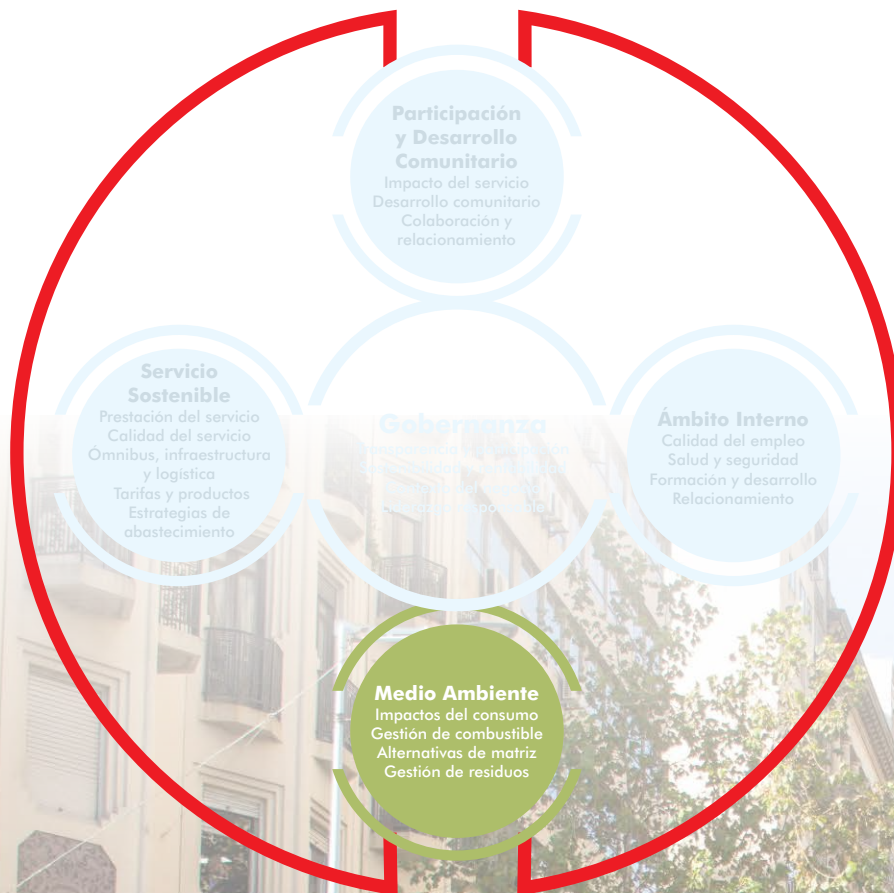 Participación
y Desarrollo
Comunitario
Impacto del servicio
Desarrollo comunitario
Colaboración y
relacionamiento
Servicio
Sostenible
Prestación del servicio
Calidad del servicio
Ómnibus, infraestructura
y logística
Tarifas y productos
Estrategias de
abastecimiento
Gobernanza
Ámbito Interno
Calidad del empleo
Salud y seguridad
Formación y desarrollo
Relacionamiento
Medio Ambiente
Impactos del consumo
Gestión de combustible
Alternativas de matriz
Gestión de residuos